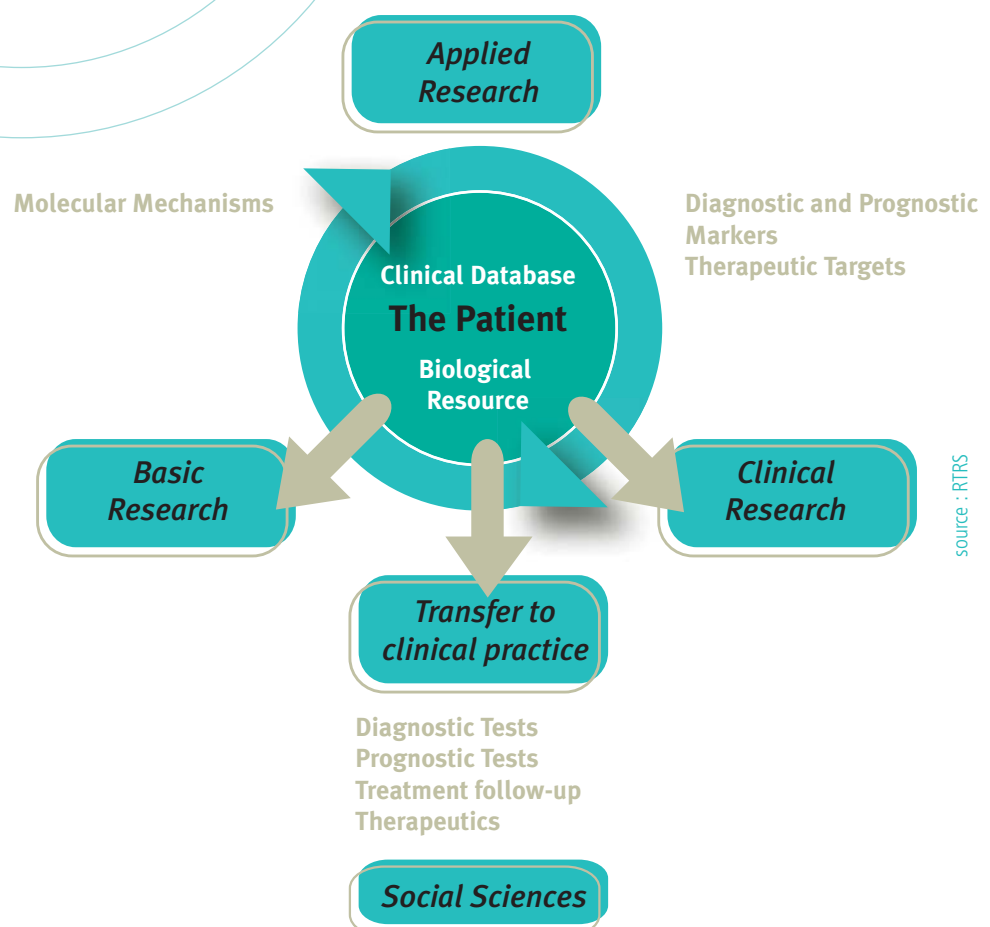 Applied
Research
Molecular Mechanisms
Diagnostic and Prognostic
Markers
Therapeutic Targets
Clinical Database
The Patient
Biological
Resource
Basic
Research
Clinical
Research
source : RTRS
Transfer to
clinical practice
Diagnostic Tests
Prognostic Tests
Treatment follow-up
Therapeutics
Social Sciences